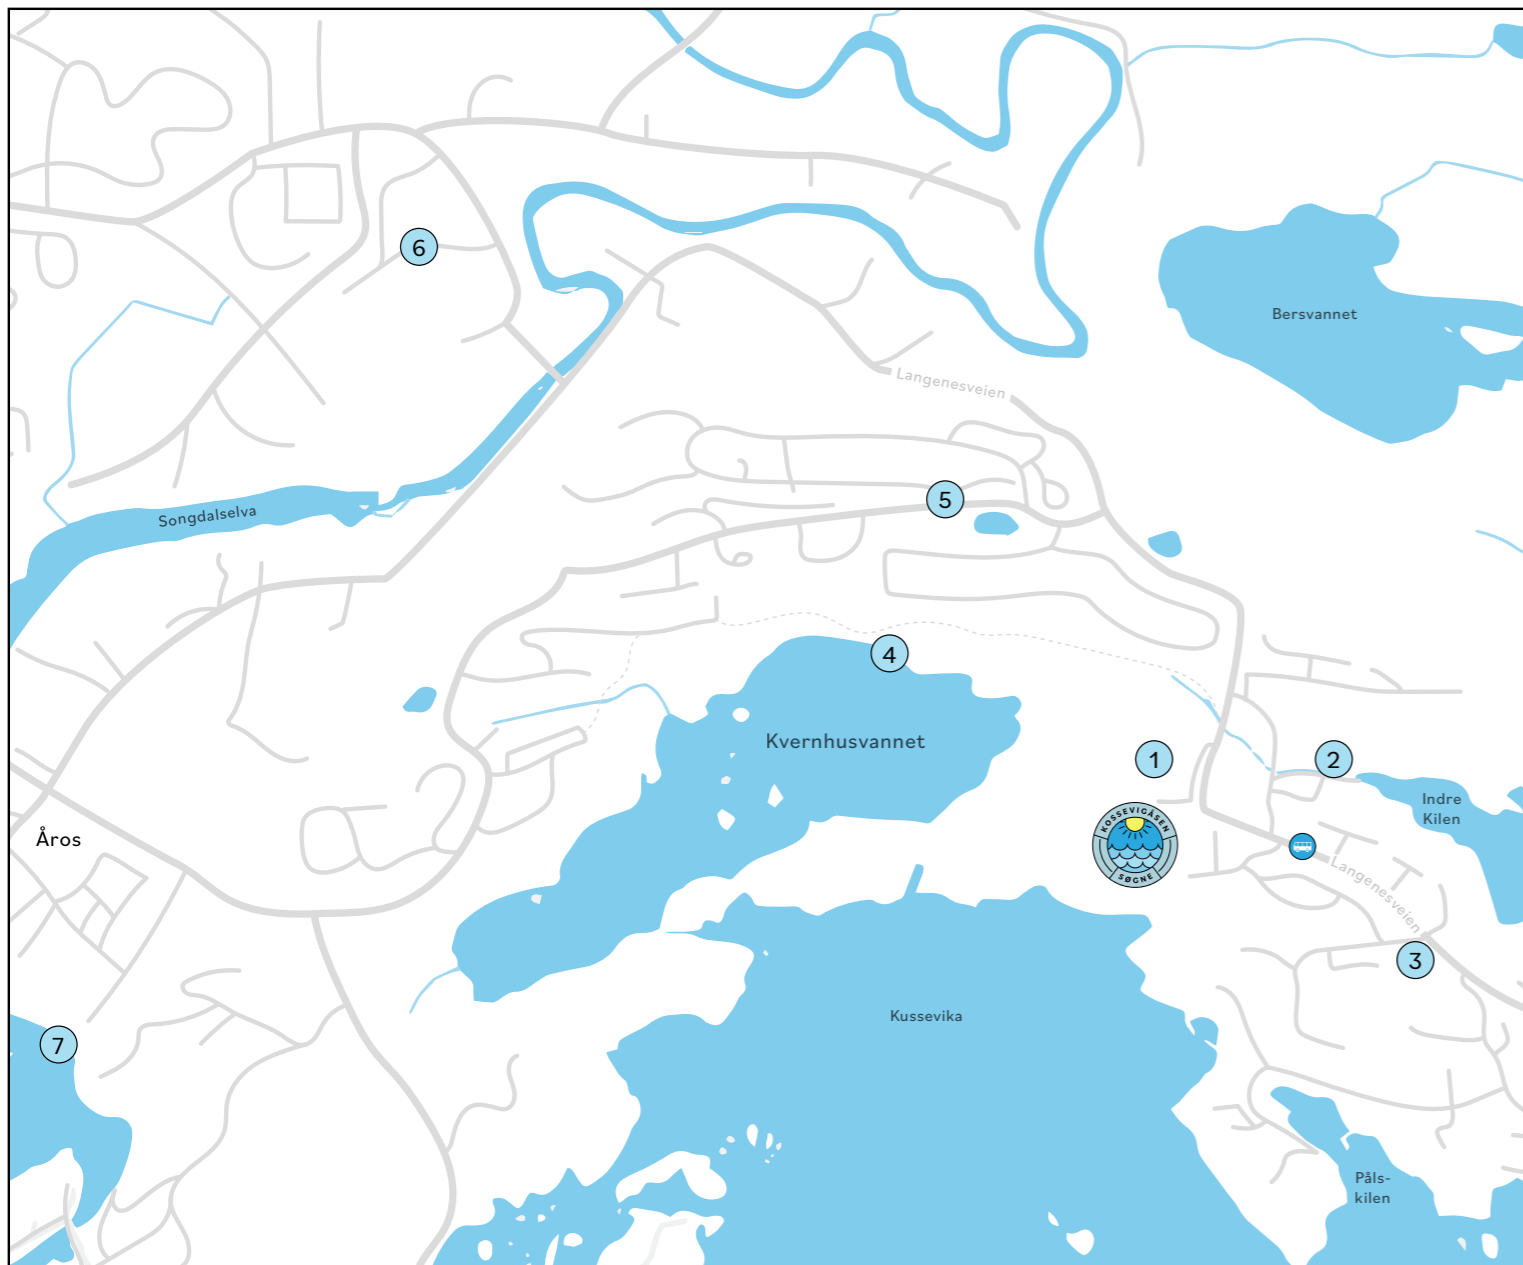 6
Bersvannet
Langenesveien
5
Songdalselva
4
Kvernhusvannet
1
2
Indre
Kilen
KOSSEVIGÅSEN
SØGNE
Åros
Langenesveien
3
Kussevika
7
Påls-
kilen